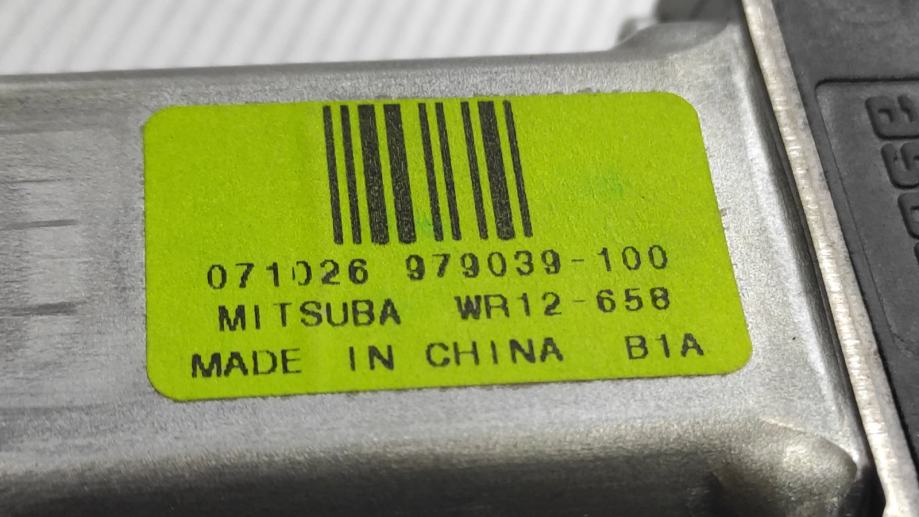 071026 979039-100
MITSUBA WR12-658
MADE IN CHINA B1A